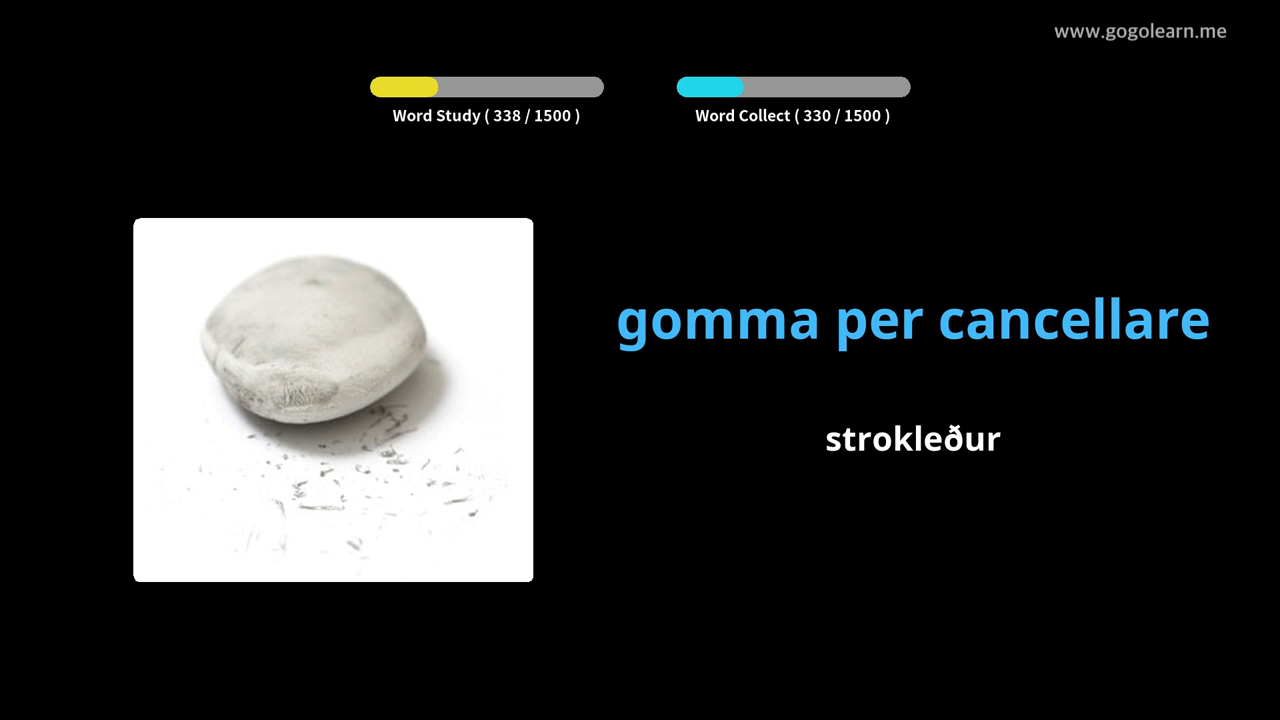 www.gogolearn.me
Word Study ( 338 / 1500 )
Word Collect ( 330 / 1500 )
gomma per cancellare
strokleður